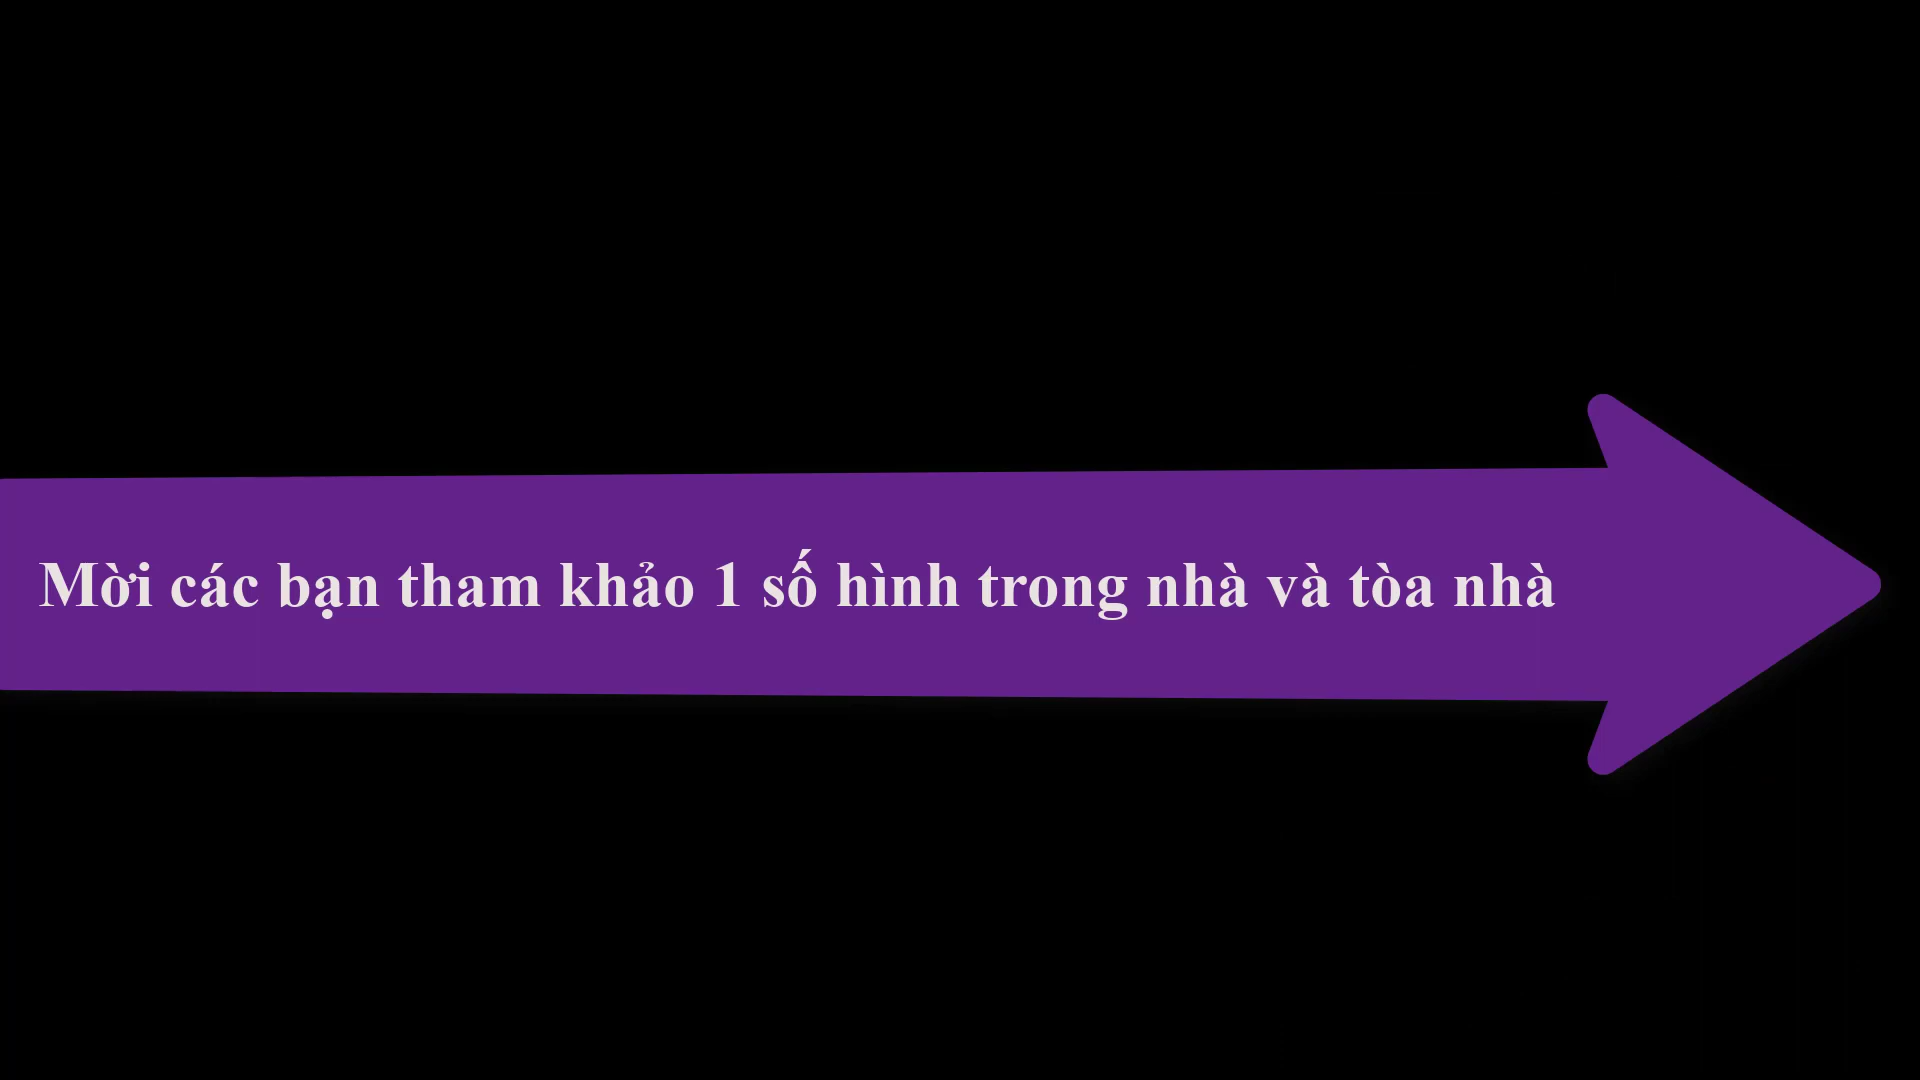 Mời các bạn tham khảo 1 số hình trong nhà và tòa nhà